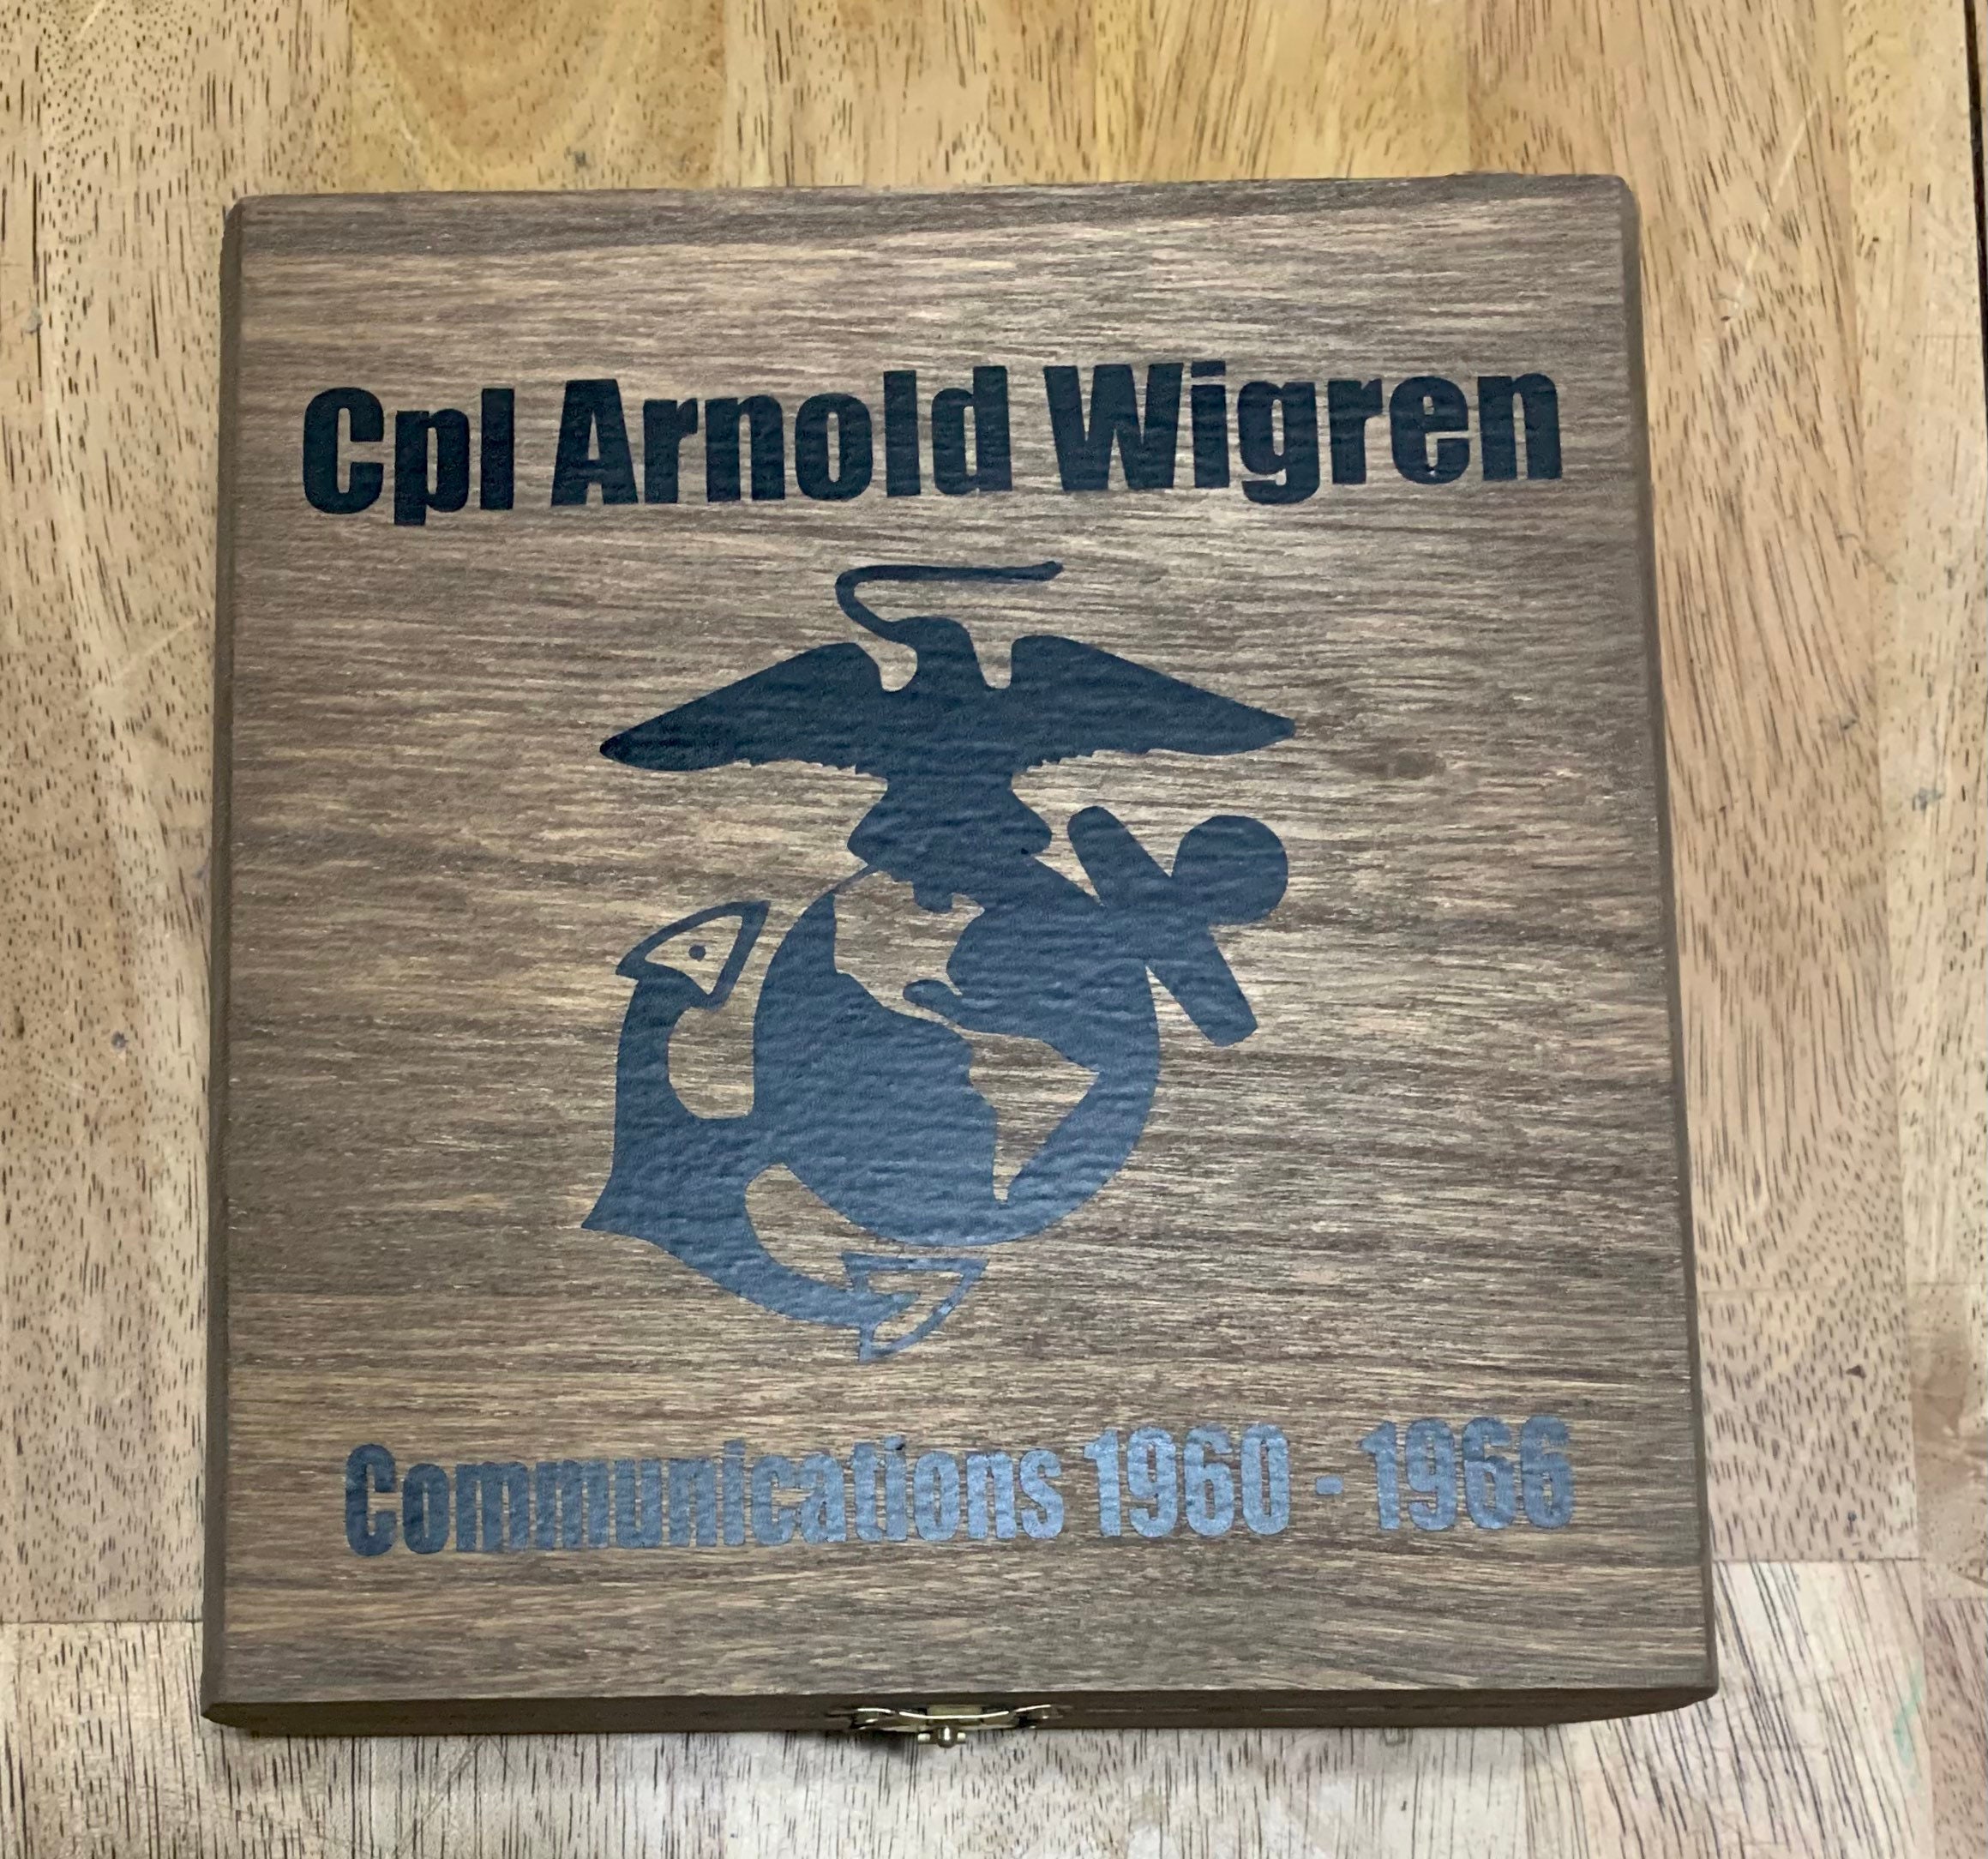 Cpl Arnold Wigren
Communications 1960 - 1966